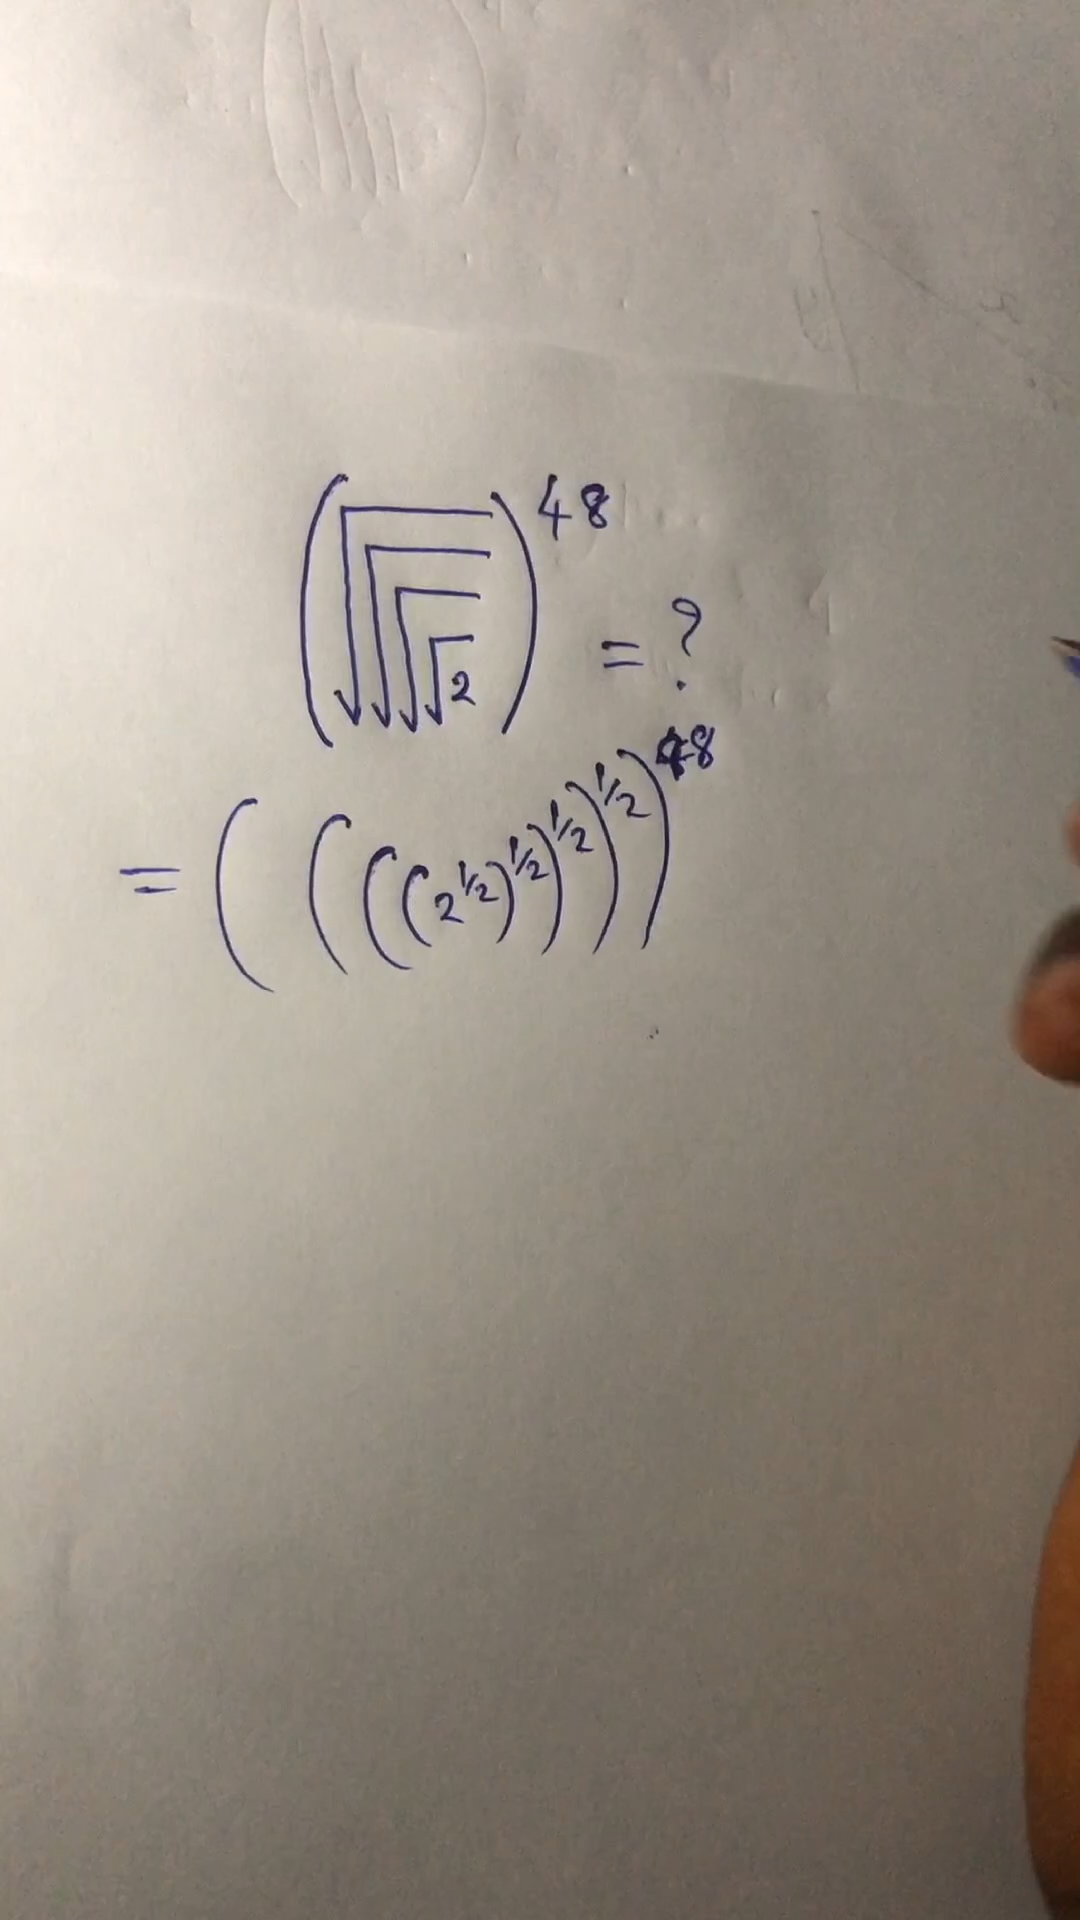 (√√√√2)^48 = ?
= ((((2^1/2)^1/2)^1/2)^1/2)^48